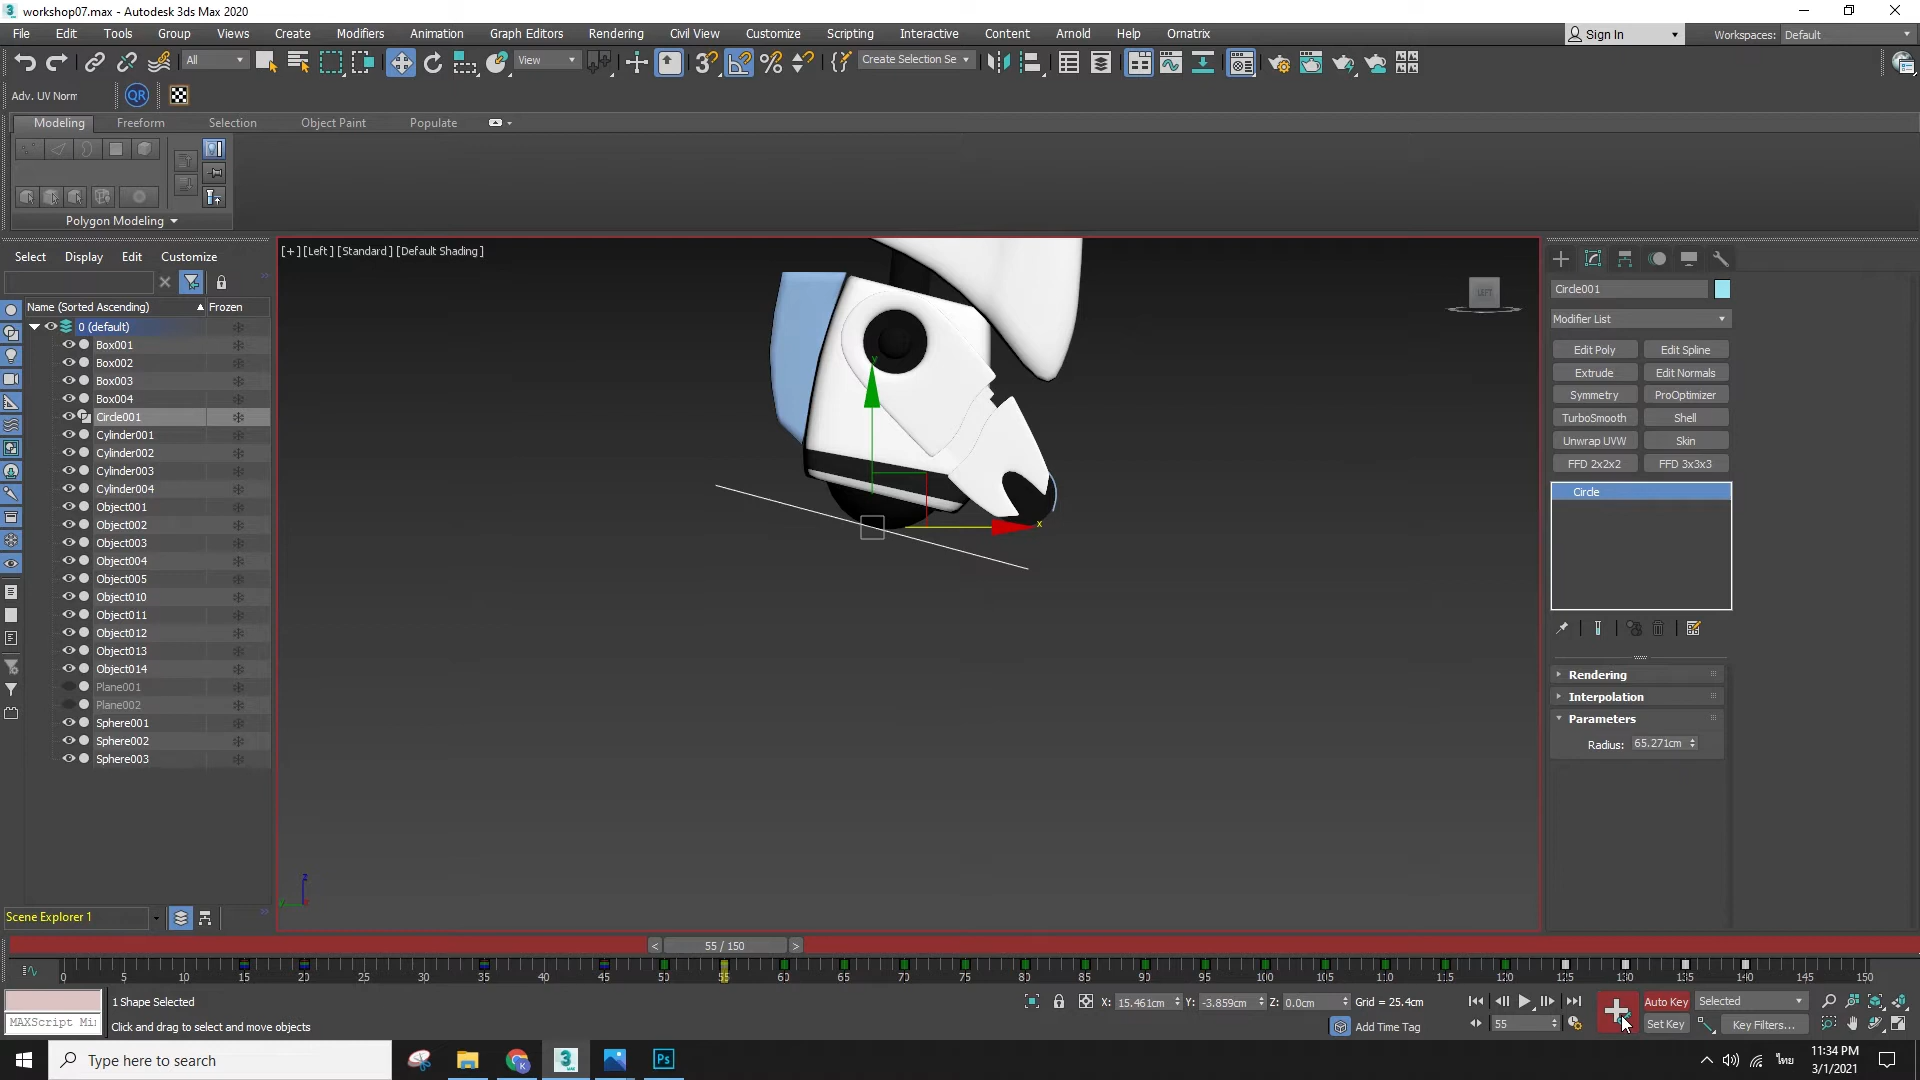 workshop07.max - Autodesk 3ds Max 2020
File Edit Tools Group Views Create Modifiers Animation Graph Editors Rendering Civil View Customize Scripting Interactive Content Arnold Help Ornatrix Sign In Workspaces: Default
All View Create Selection Se
Adv. UV Norm QR
Modeling Freeform Selection Object Paint Populate
Polygon Modeling
Select Display Edit Customize
[+] [Left] [Standard] [Default Shading]
LEFT
Name (Sorted Ascending) Frozen
0 (default)
Box001
Box002
Box003
Box004
Circle001
Cylinder001
Cylinder002
Cylinder003
Cylinder004
Object001
Object002
Object003
Object004
Object005
Object010
Object011
Object012
Object013
Object014
Plane001
Plane002
Sphere001
Sphere002
Sphere003
y
x
z
Circle001
Modifier List
Edit Poly Edit Spline
Extrude Edit Normals
Symmetry ProOptimizer
TurboSmooth Shell
Unwrap UVW Skin
FFD 2x2x2 FFD 3x3x3
Circle
Rendering
Interpolation
Parameters
Radius: 65.271cm
Scene Explorer 1
< 55 / 150 >
0 5 10 15 20 25 30 35 40 45 50 55 60 65 70 75 80 85 90 95 100 105 110 115 120 125 130 135 140 145 150
1 Shape Selected
X: 15.461cm Y: -3.859cm Z: 0.0cm Grid = 25.4cm
Auto Key Selected
MAXScript Mi
Click and drag to select and move objects
Add Time Tag
55
Set Key Key Filters...
Type here to search
Ps
ไทย
11:34 PM
3/1/2021